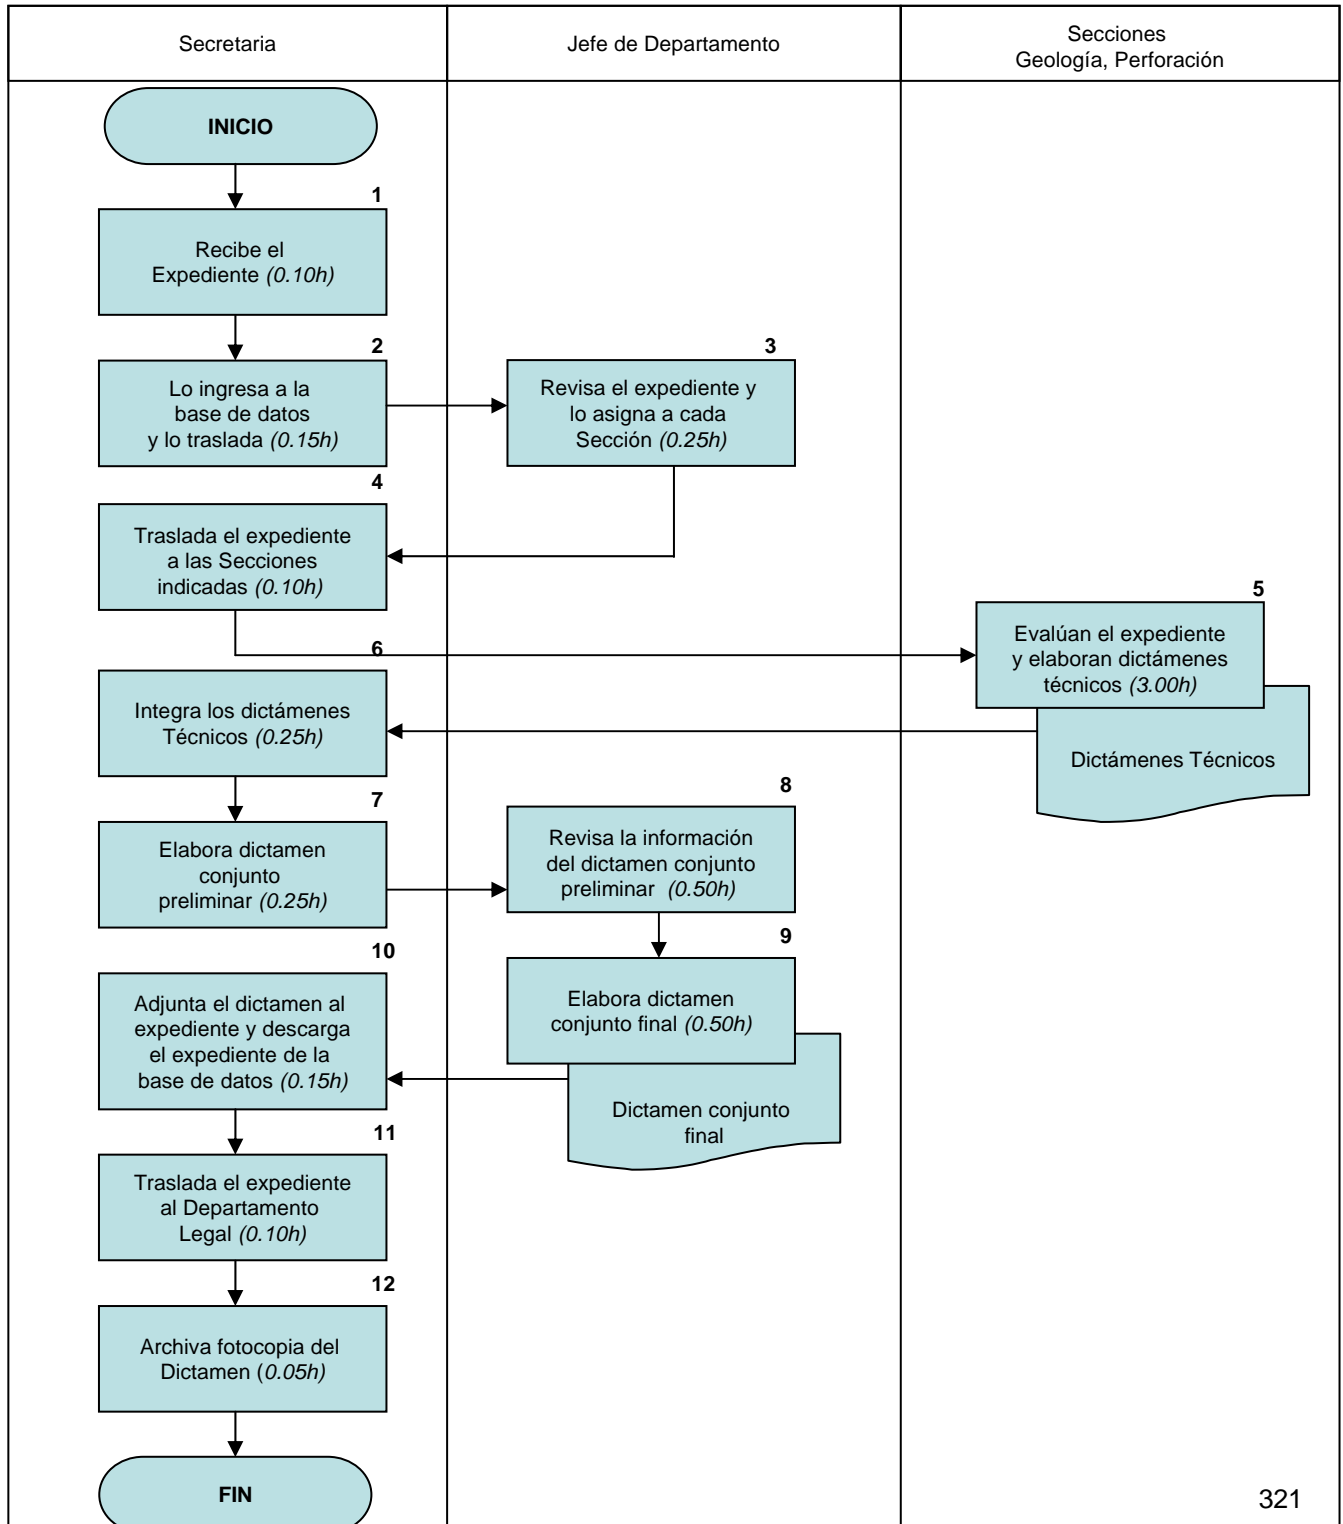 Secretaria
Jefe de Departamento
Secciones
Geología, Perforación
INICIO
1
Recibe el
Expediente (0.10h)
2
Lo ingresa a la
base de datos
y lo traslada (0.15h)
3
Revisa el expediente y
lo asigna a cada
Sección (0.25h)
4
Traslada el expediente
a las Secciones
indicadas (0.10h)
5
Evalúan el expediente
y elaboran dictámenes
técnicos (3.00h)
Dictámenes Técnicos
6
Integra los dictámenes
Técnicos (0.25h)
7
Elabora dictamen
conjunto
preliminar (0.25h)
8
Revisa la información
del dictamen conjunto
preliminar (0.50h)
9
Elabora dictamen
conjunto final (0.50h)
Dictamen conjunto
final
10
Adjunta el dictamen al
expediente y descarga
el expediente de la
base de datos (0.15h)
11
Traslada el expediente
al Departamento
Legal (0.10h)
12
Archiva fotocopia del
Dictamen (0.05h)
FIN
321